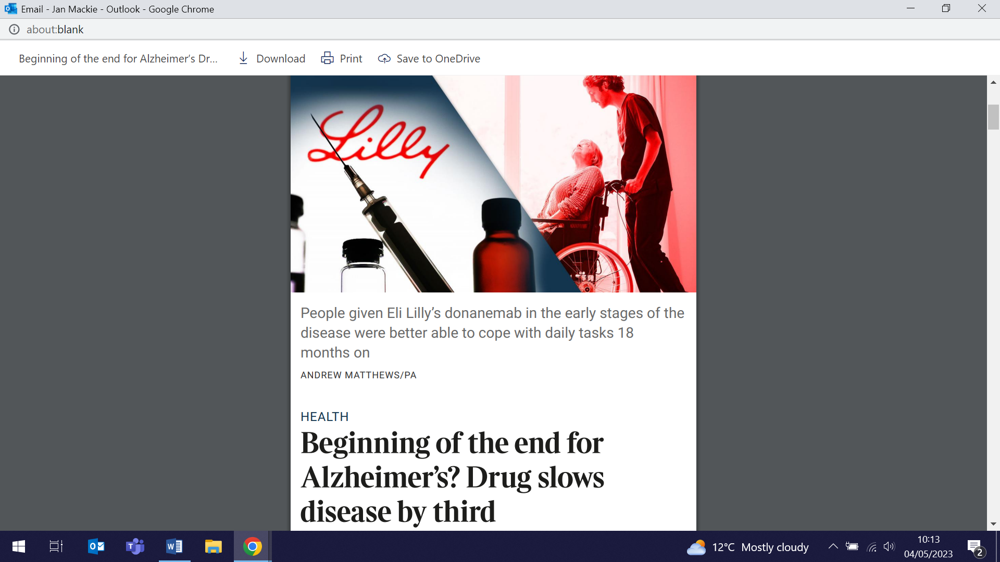 Email - Jan Mackie - Outlook - Google Chrome
about:blank
Beginning of the end for Alzheimer’s Dr...
Download
Print
Save to OneDrive
Lilly
People given Eli Lilly’s donanemab in the early stages of the
disease were better able to cope with daily tasks 18
months on
ANDREW MATTHEWS/PA
HEALTH
Beginning of the end for
Alzheimer’s? Drug slows
disease by third
12°C Mostly cloudy
10:13
04/05/2023
2